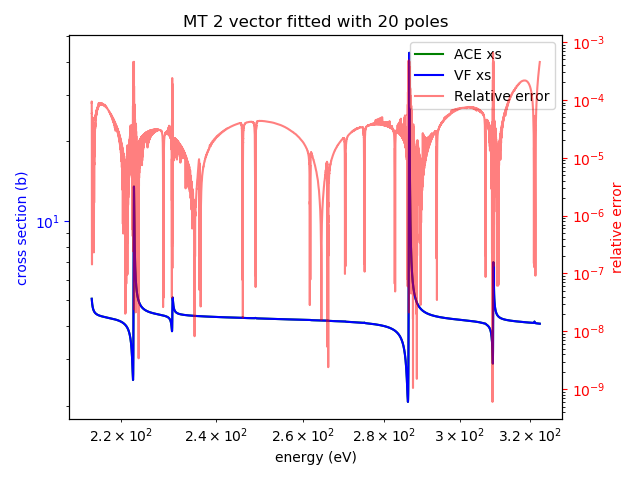 MT 2 vector fitted with 20 poles
ACE xs
VF xs
Relative error
cross section (b)
10¹
10⁻³
10⁻⁴
10⁻⁵
10⁻⁶
10⁻⁷
10⁻⁸
10⁻⁹
relative error
2.2 × 10² 2.4 × 10² 2.6 × 10² 2.8 × 10² 3 × 10² 3.2 × 10²
energy (eV)